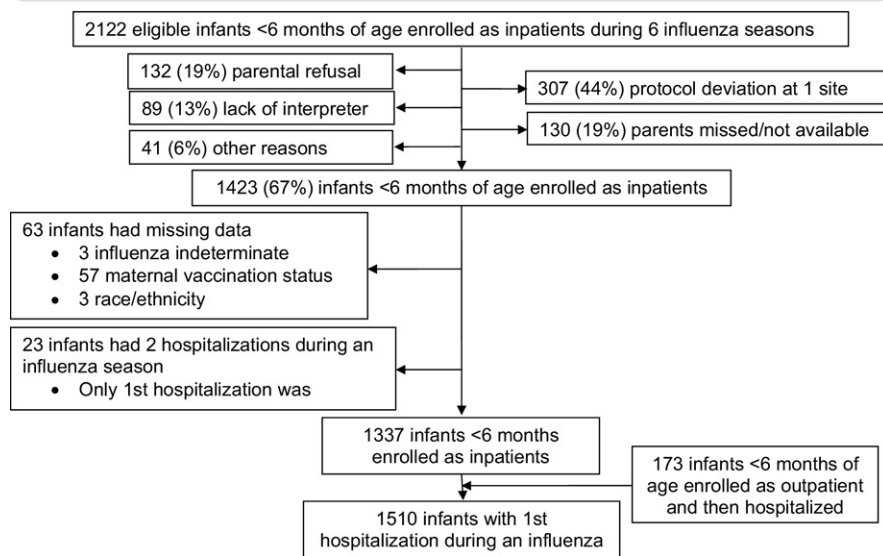 2122 eligible infants <6 months of age enrolled as inpatients during 6 influenza seasons
132 (19%) parental refusal
307 (44%) protocol deviation at 1 site
89 (13%) lack of interpreter
130 (19%) parents missed/not available
41 (6%) other reasons
1423 (67%) infants <6 months of age enrolled as inpatients
63 infants had missing data
• 3 influenza indeterminate
• 57 maternal vaccination status
• 3 race/ethnicity
23 infants had 2 hospitalizations during an
influenza season
• Only 1st hospitalization was
1337 infants <6 months
enrolled as inpatients
173 infants <6 months of
age enrolled as outpatient
and then hospitalized
1510 infants with 1st
hospitalization during an influenza